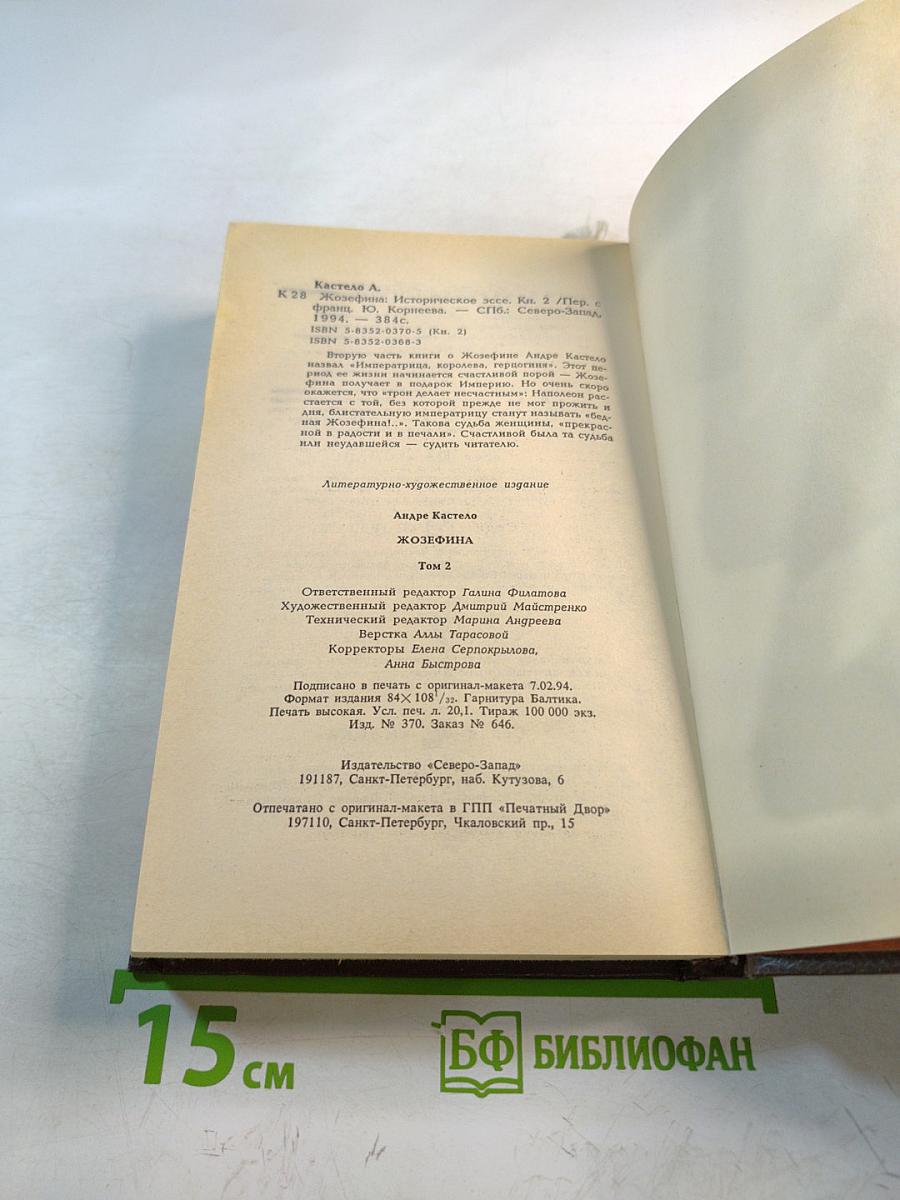 Кастело А.
К 28 Жозефина: Историческое эссе. Кн. 2 /Пер. с
франц. Ю. Корнеева. — СПб.: Северо-Запад,
1994. — 384с.
ISBN 5-8352-0370-5 (Кн. 2)
ISBN 5-8352-0368-3
Вторую часть книги о Жозефине Андре Кастело
назвал «Императрица, королева, герцогиня». Этот пе-
риод ее жизни начинается счастливой порой — Жозе-
фина получает в подарок Империю. Но очень скоро
окажется, что «трон делает несчастным»: Наполеон рас-
стается с той, без которой прежде не мог прожить и
дня, блистательную императрицу станут называть «бед-
ная Жозефина!..». Такова судьба женщины, «прекрас-
ной в радости и в печали». Счастливой была та судьба
или неудавшейся — судить читателю.
Литературно-художественное издание
Андре Кастело
ЖОЗЕФИНА
Том 2
Ответственный редактор Галина Филатова
Художественный редактор Дмитрий Майстренко
Технический редактор Марина Андреева
Верстка Аллы Тарасовой
Корректоры Елена Серпокрылова,
Анна Быстрова
Подписано в печать с оригинал-макета 7.02.94.
Формат издания 84×108¹/₃₂. Гарнитура Балтика.
Печать высокая. Усл. печ. л. 20,1. Тираж 100 000 экз.
Изд. № 370. Заказ № 646.
Издательство «Северо-Запад»
191187, Санкт-Петербург, наб. Кутузова, 6
Отпечатано с оригинал-макета в ГПП «Печатный Двор»
197110, Санкт-Петербург, Чкаловский пр., 15
15 см
БФ БИБЛИОФАН